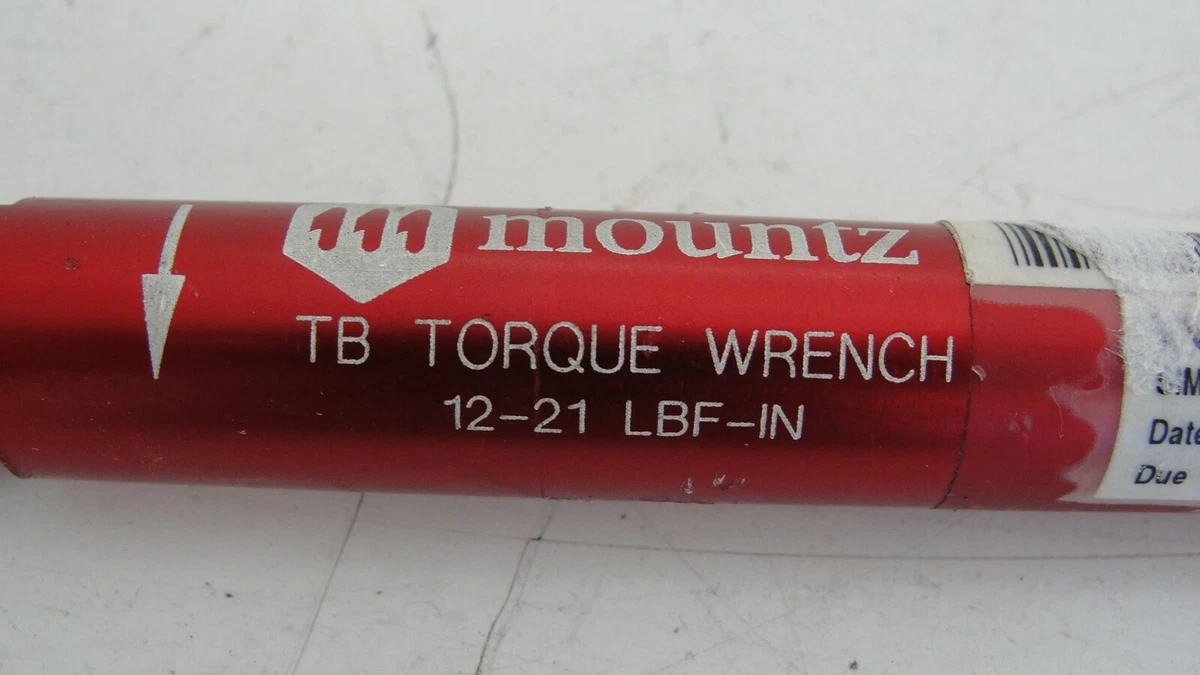 mountz
TB TORQUE WRENCH
12-21 LBF-IN
Date
Due